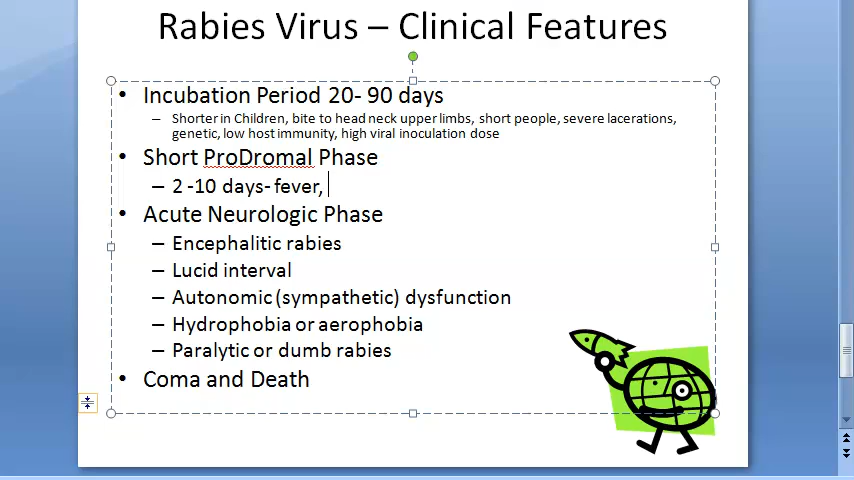 Rabies Virus – Clinical Features
• Incubation Period 20- 90 days
– Shorter in Children, bite to head neck upper limbs, short people, severe lacerations,
genetic, low host immunity, high viral inoculation dose
• Short ProDromal Phase
– 2 -10 days- fever,
• Acute Neurologic Phase
– Encephalitic rabies
– Lucid interval
– Autonomic (sympathetic) dysfunction
– Hydrophobia or aerophobia
– Paralytic or dumb rabies
• Coma and Death